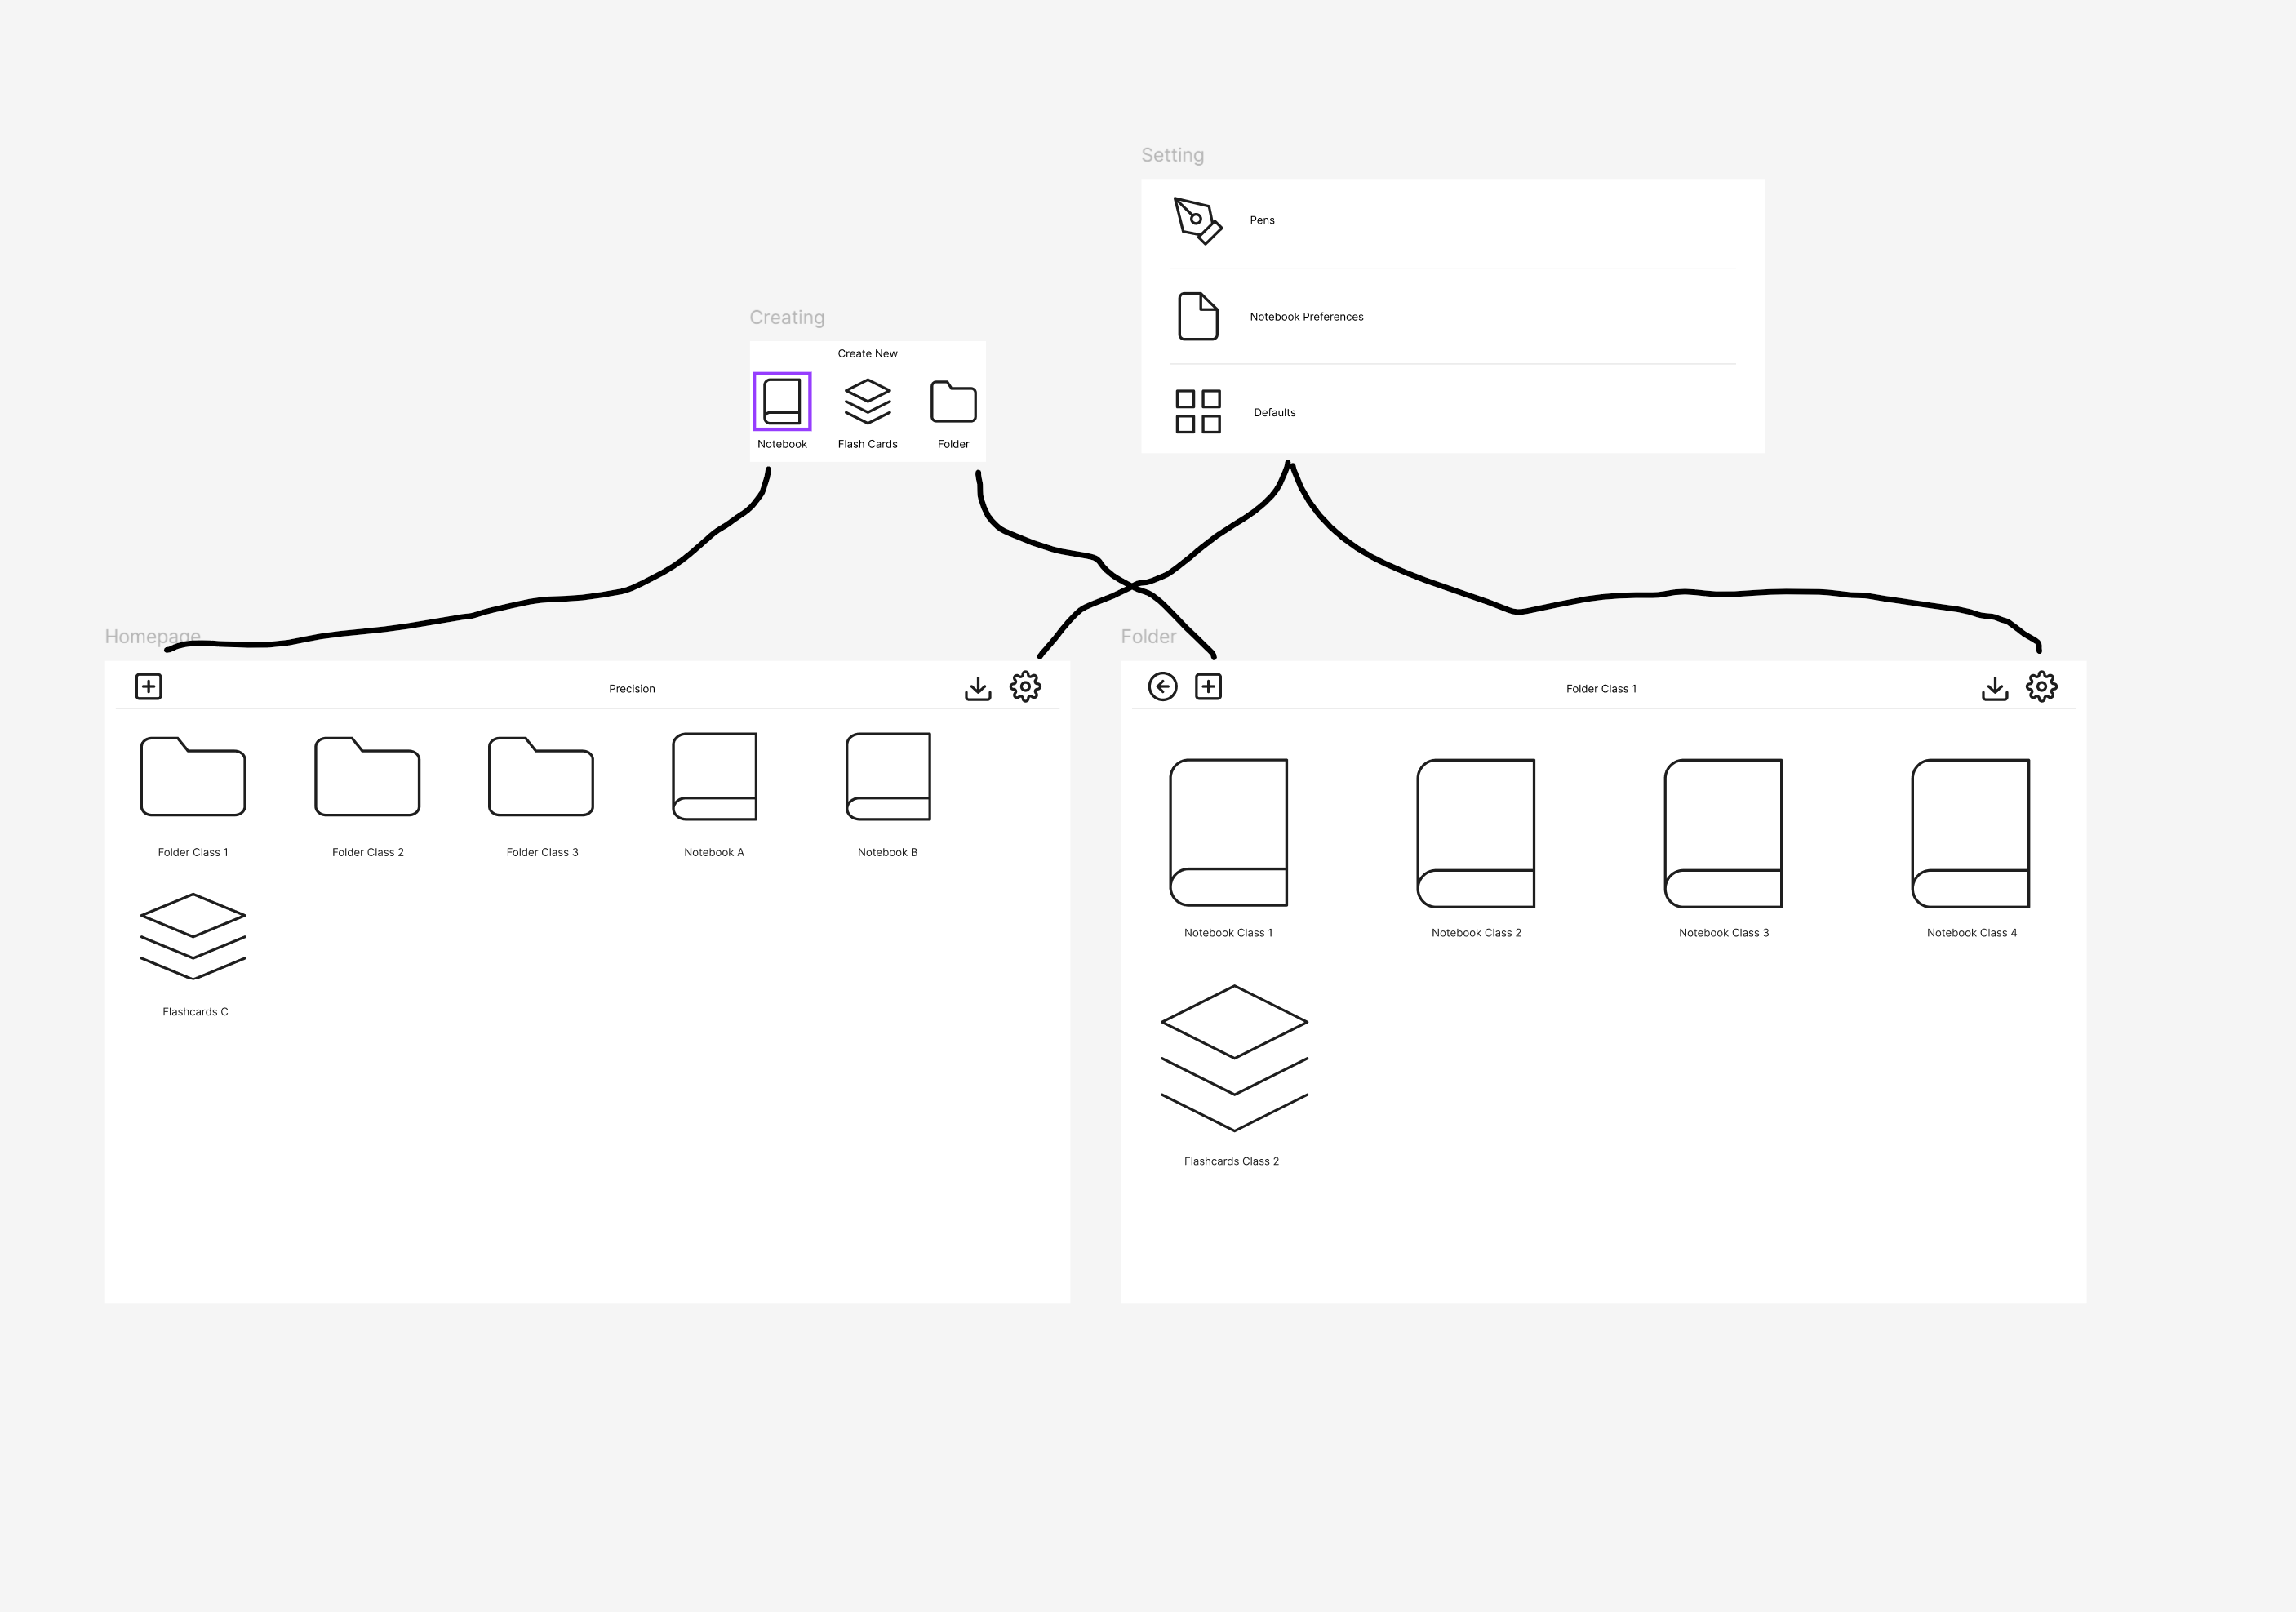 Setting
Pens
Notebook Preferences
Defaults
Creating
Create New
Notebook Flash Cards Folder
Homepage
Precision
Folder Class 1 Folder Class 2 Folder Class 3 Notebook A Notebook B
Flashcards C
Folder
Folder Class 1
Notebook Class 1 Notebook Class 2 Notebook Class 3 Notebook Class 4
Flashcards Class 2